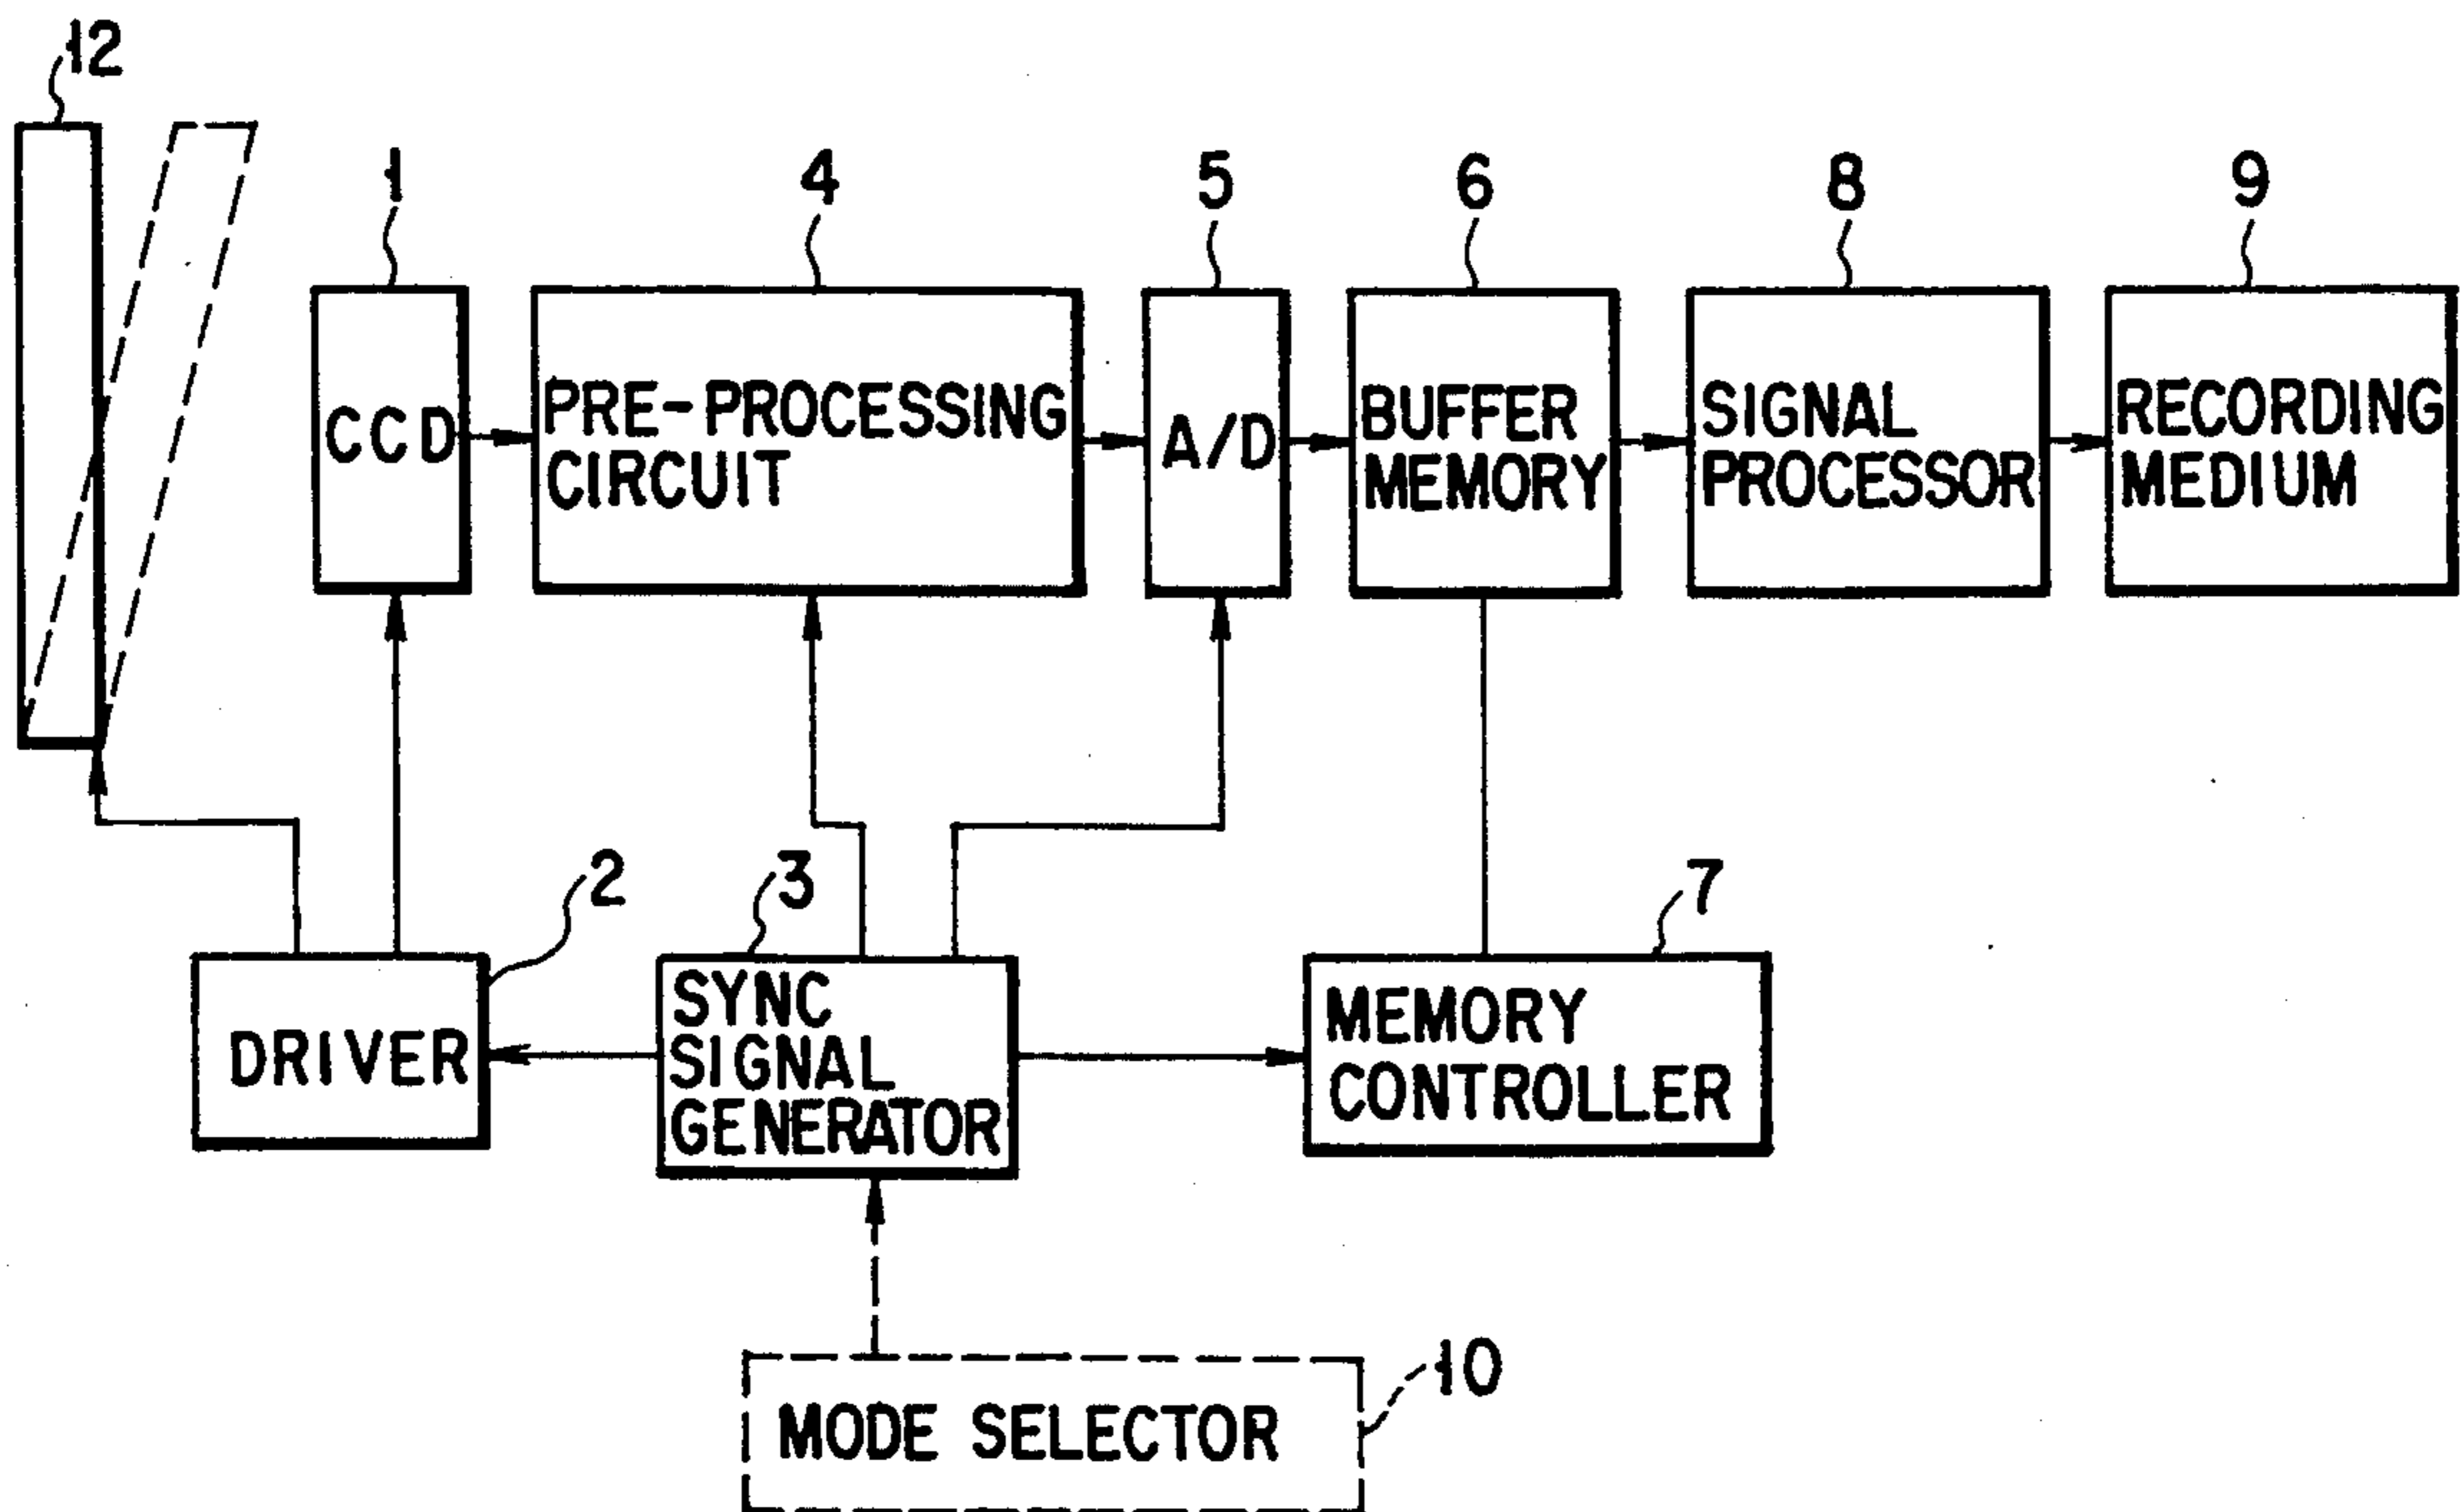 12
1
4
5
6
8
9
CCD
PRE-PROCESSING
CIRCUIT
A/D
BUFFER
MEMORY
SIGNAL
PROCESSOR
RECORDING
MEDIUM
2
3
7
DRIVER
SYNC
SIGNAL
GENERATOR
MEMORY
CONTROLLER
10
MODE SELECTOR